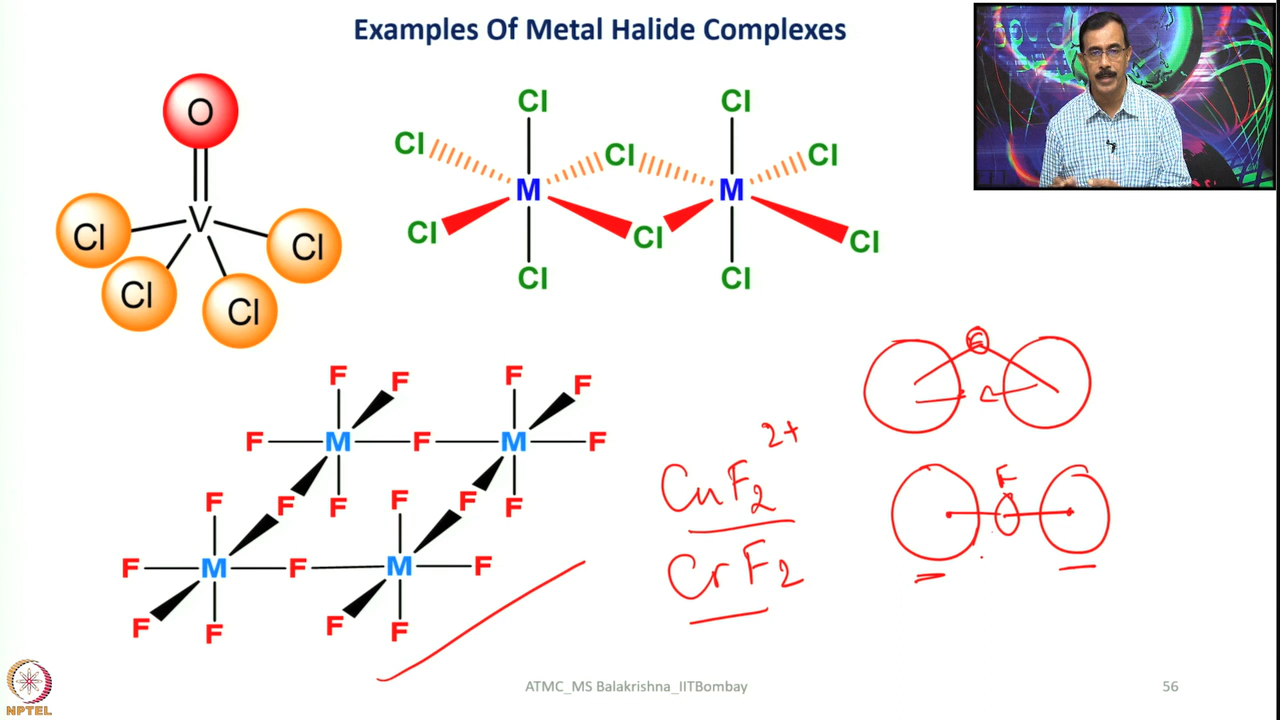 Examples Of Metal Halide Complexes
O
V
Cl
Cl
Cl
Cl
Cl Cl
Cl Cl Cl
M M
Cl Cl Cl
Cl Cl
F F F F
F M F M F
F F F F
F F
F M F M F
F F F F
CuF2 2+
CrF2
F
F
ATMC_MS Balakrishna_IITBombay
56
NPTEL